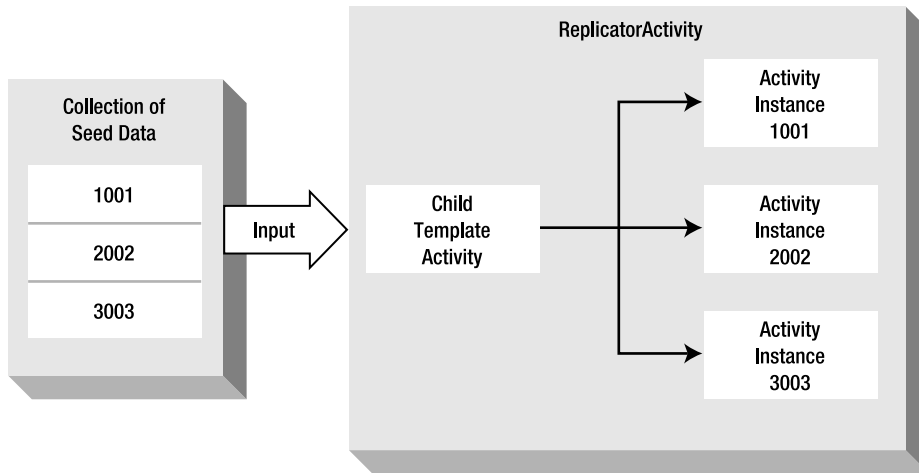 Collection of
Seed Data
1001
2002
3003
Input
ReplicatorActivity
Child
Template
Activity
Activity
Instance
1001
Activity
Instance
2002
Activity
Instance
3003